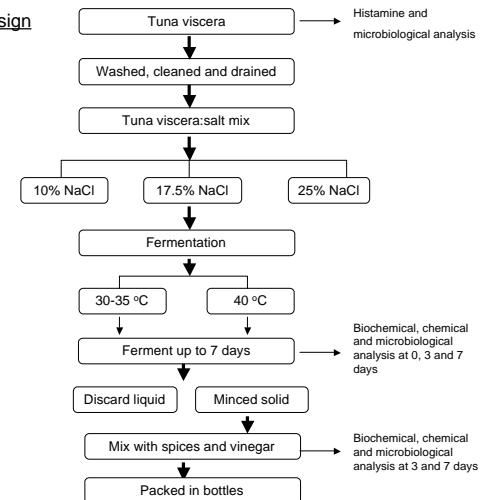 sign
Tuna viscera
Histamine and
microbiological analysis
Washed, cleaned and drained
Tuna viscera:salt mix
10% NaCl
17.5% NaCl
25% NaCl
Fermentation
30-35 ºC
40 ºC
Ferment up to 7 days
Biochemical, chemical
and microbiological
analysis at 0, 3 and 7
days
Discard liquid
Minced solid
Mix with spices and vinegar
Biochemical, chemical
and microbiological
analysis at 3 and 7 days
Packed in bottles